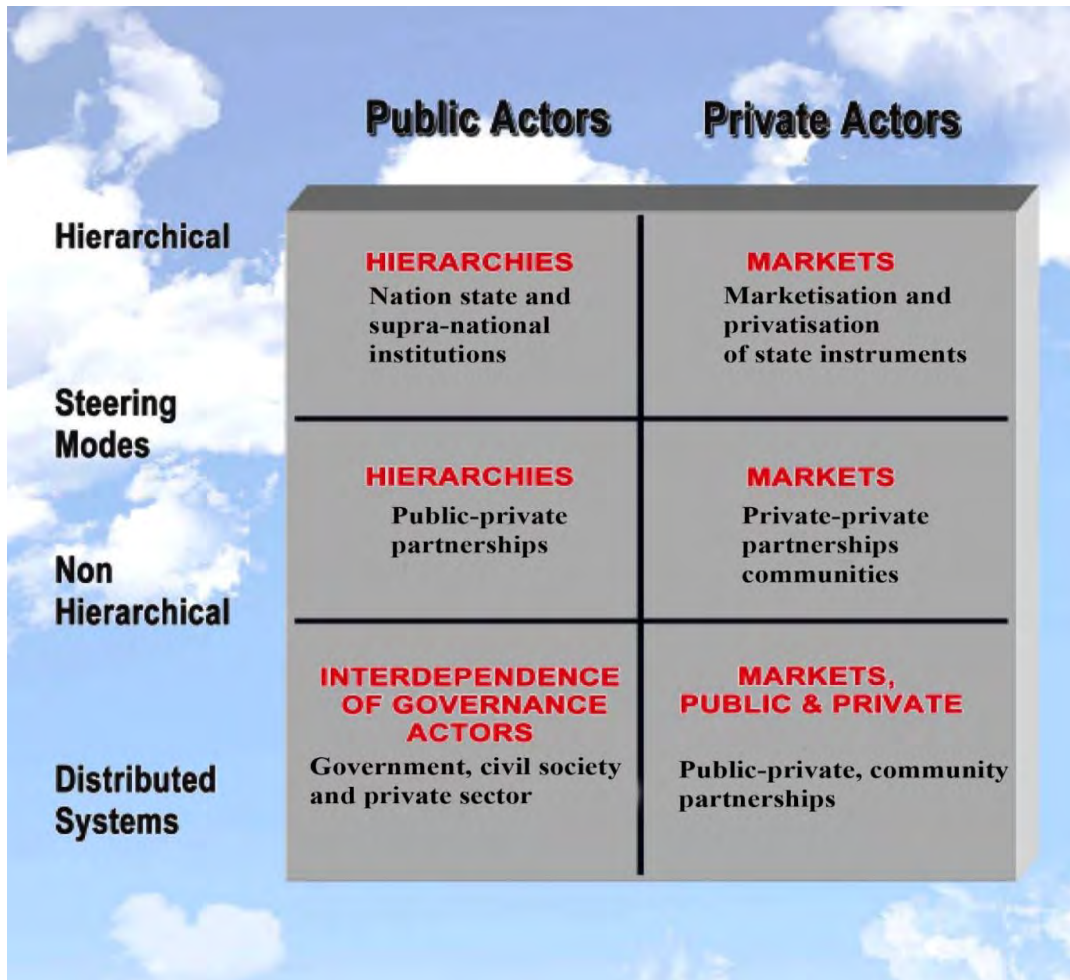 Public Actors
Private Actors
Hierarchical
HIERARCHIES
Nation state and
supra-national
institutions
MARKETS
Marketisation and
privatisation
of state instruments
Steering
Modes
HIERARCHIES
Public-private
partnerships
MARKETS
Private-private
partnerships
communities
Non
Hierarchical
INTERDEPENDENCE
OF GOVERNANCE
ACTORS
Government, civil society
and private sector
MARKETS,
PUBLIC & PRIVATE
Public-private, community
partnerships
Distributed
Systems